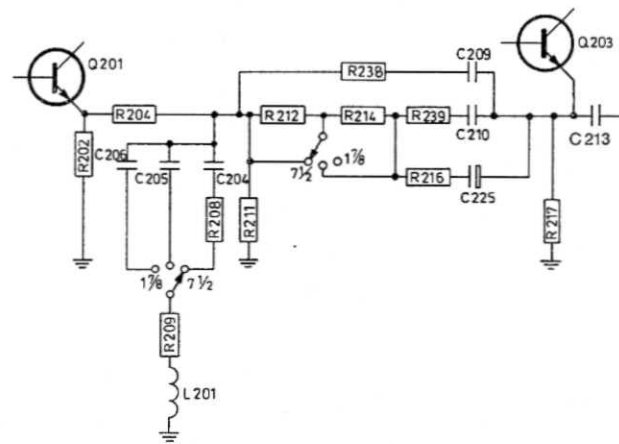 Q201
Q203
C209
R238
R204
R212
R214
R239
C210
C213
R202
C206
C205
C204
7½
1⅞
R216
C225
R208
R211
R217
1⅞
7½
R209
L201